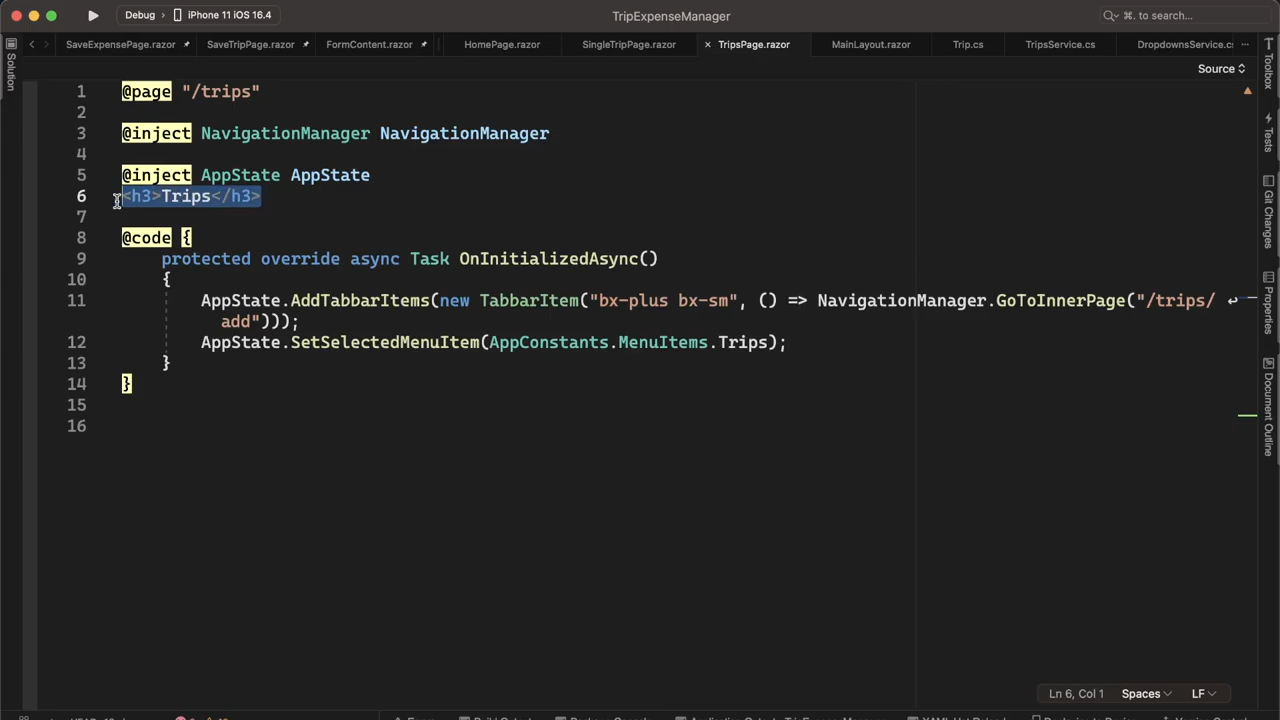 Debug › iPhone 11 iOS 16.4
TripExpenseManager
⌘. to search...
SaveExpensePage.razor
SaveTripPage.razor
FormContent.razor
HomePage.razor
SingleTripPage.razor
× TripsPage.razor
MainLayout.razor
Trip.cs
TripsService.cs
DropdownsService.cs
Solution
Source
Toolbox
Tests
Git Changes
Properties
Document Outline
1 @page "/trips"
2
3 @inject NavigationManager NavigationManager
4
5 @inject AppState AppState
6 <h3>Trips</h3>
7
8 @code {
9 protected override async Task OnInitializedAsync()
10 {
11 AppState.AddTabbarItems(new TabbarItem("bx-plus bx-sm", () => NavigationManager.GoToInnerPage("/trips/
add")));
12 AppState.SetSelectedMenuItem(AppConstants.MenuItems.Trips);
13 }
14 }
15
16
Ln 6, Col 1 Spaces LF